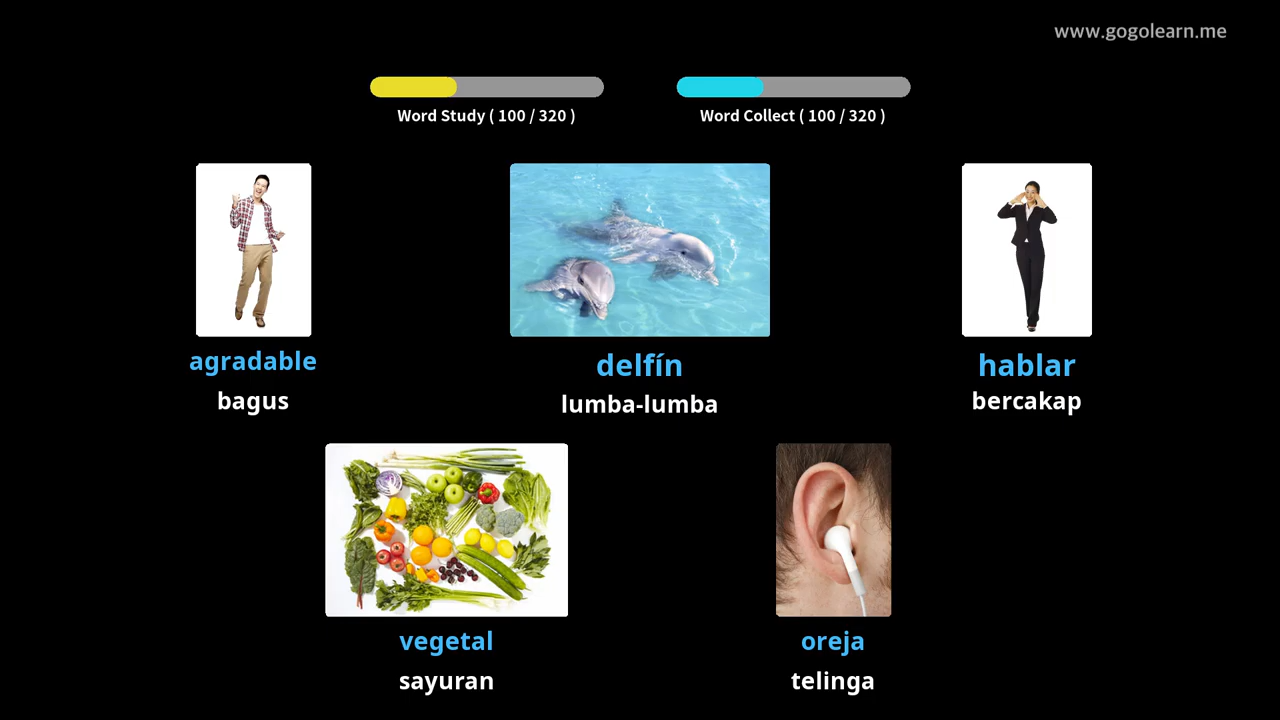 www.gogolearn.me
Word Study ( 100 / 320 )
Word Collect ( 100 / 320 )
agradable
bagus
delfín
lumba-lumba
hablar
bercakap
vegetal
sayuran
oreja
telinga